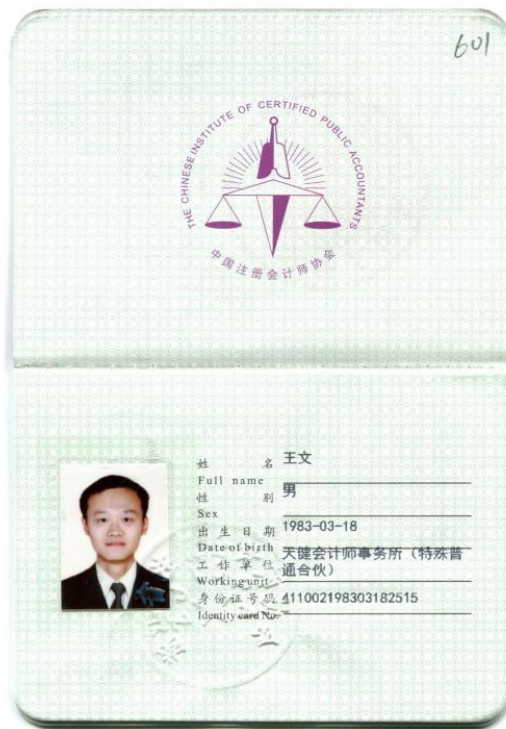 601
THE CHINESE INSTITUTE OF CERTIFIED PUBLIC ACCOUNTANTS
中国注册会计师协会
姓 名 王文
Full name
性 别 男
Sex
出生日期 1983-03-18
Date of birth
工作单位 天健会计师事务所（特殊普
通合伙）
Working unit
身份证号码 411002198303182515
Identity card No.